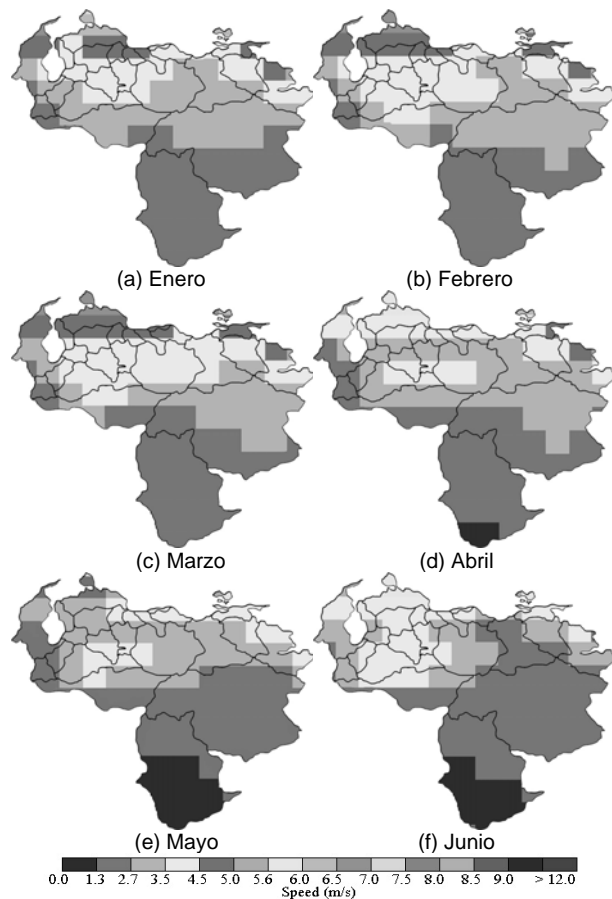 (a) Enero
(b) Febrero
(c) Marzo
(d) Abril
(e) Mayo
(f) Junio
0.0 1.3 2.7 3.5 4.5 5.0 5.6 6.0 6.5 7.0 7.5 8.0 8.5 9.0 > 12.0
Speed (m/s)